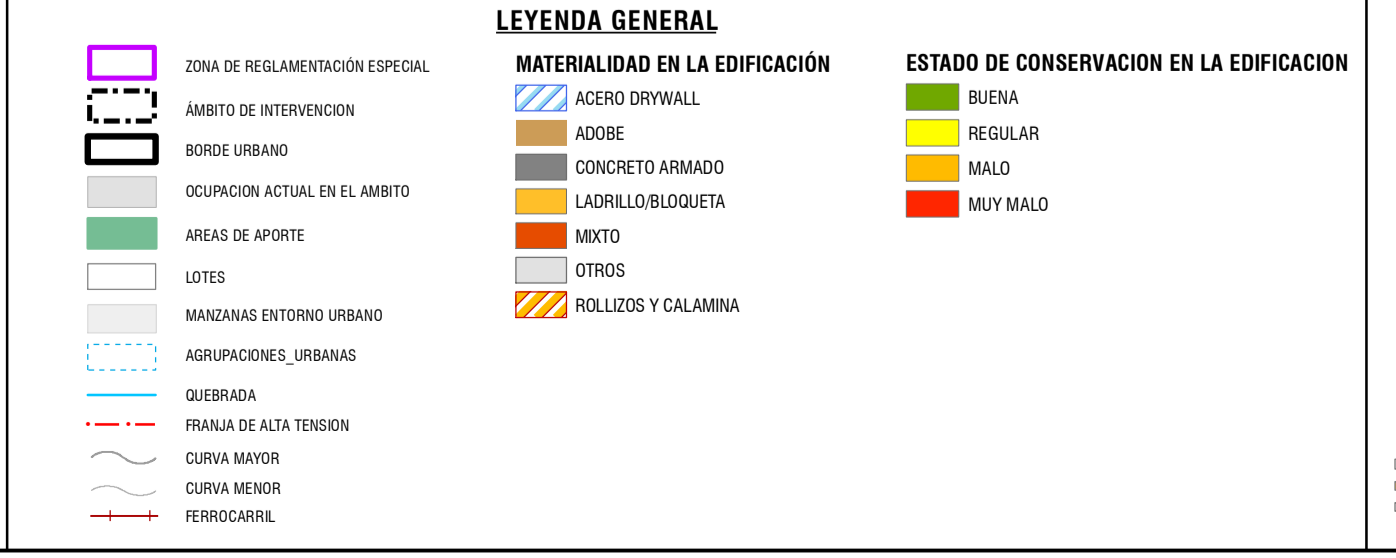 LEYENDA GENERAL
ZONA DE REGLAMENTACIÓN ESPECIAL
ÁMBITO DE INTERVENCION
BORDE URBANO
OCUPACION ACTUAL EN EL AMBITO
AREAS DE APORTE
LOTES
MANZANAS ENTORNO URBANO
AGRUPACIONES_URBANAS
QUEBRADA
FRANJA DE ALTA TENSION
CURVA MAYOR
CURVA MENOR
FERROCARRIL
MATERIALIDAD EN LA EDIFICACIÓN
ACERO DRYWALL
ADOBE
CONCRETO ARMADO
LADRILLO/BLOQUETA
MIXTO
OTROS
ROLLIZOS Y CALAMINA
ESTADO DE CONSERVACION EN LA EDIFICACION
BUENA
REGULAR
MALO
MUY MALO